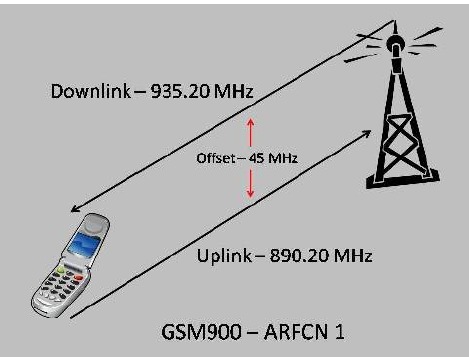 Downlink – 935.20 MHz
Offset – 45 MHz
Uplink – 890.20 MHz
GSM900 – ARFCN 1